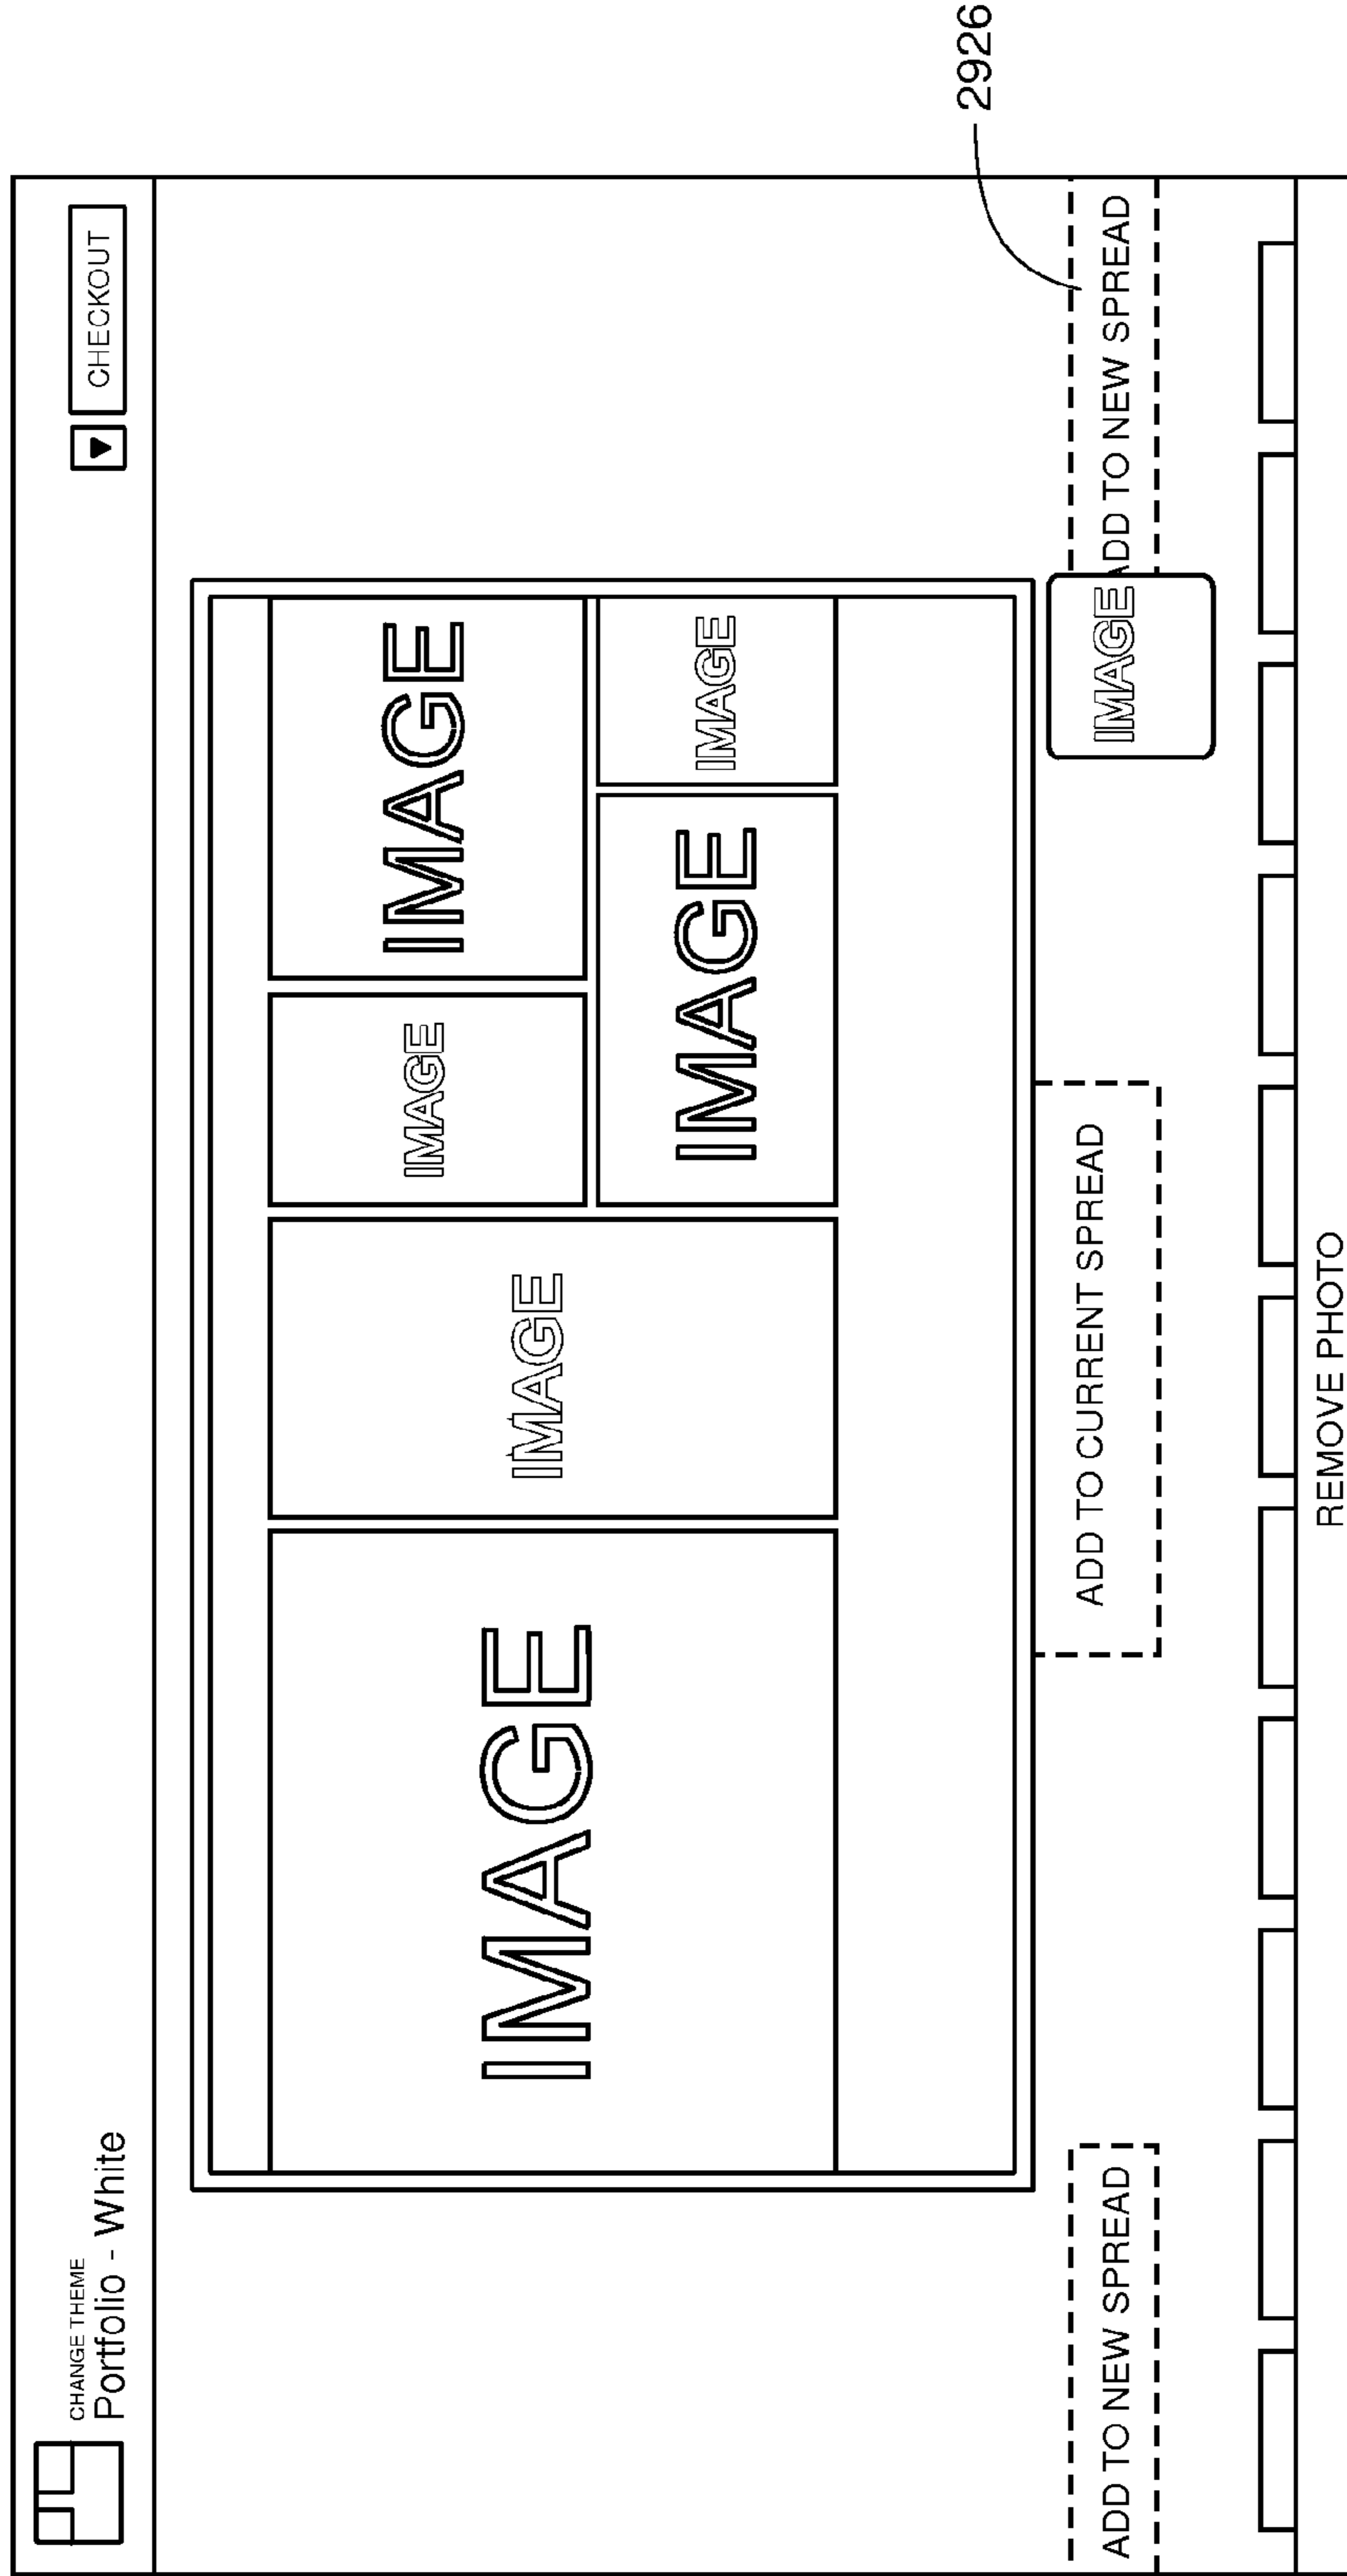 CHANGE THEME
Portfolio - White
CHECKOUT
IMAGE
IMAGE
IMAGE
IMAGE
IMAGE
IMAGE
ADD TO NEW SPREAD
ADD TO CURRENT SPREAD
IMAGE
ADD TO NEW SPREAD
2926
REMOVE PHOTO